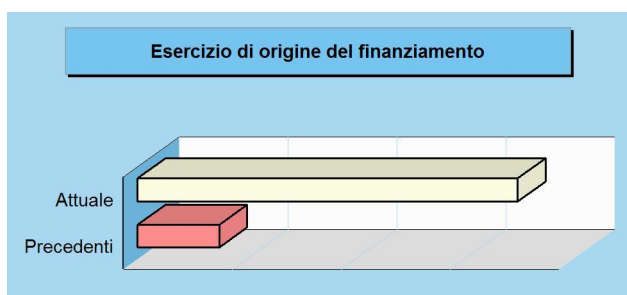 Esercizio di origine del finanziamento
Attuale
Precedenti